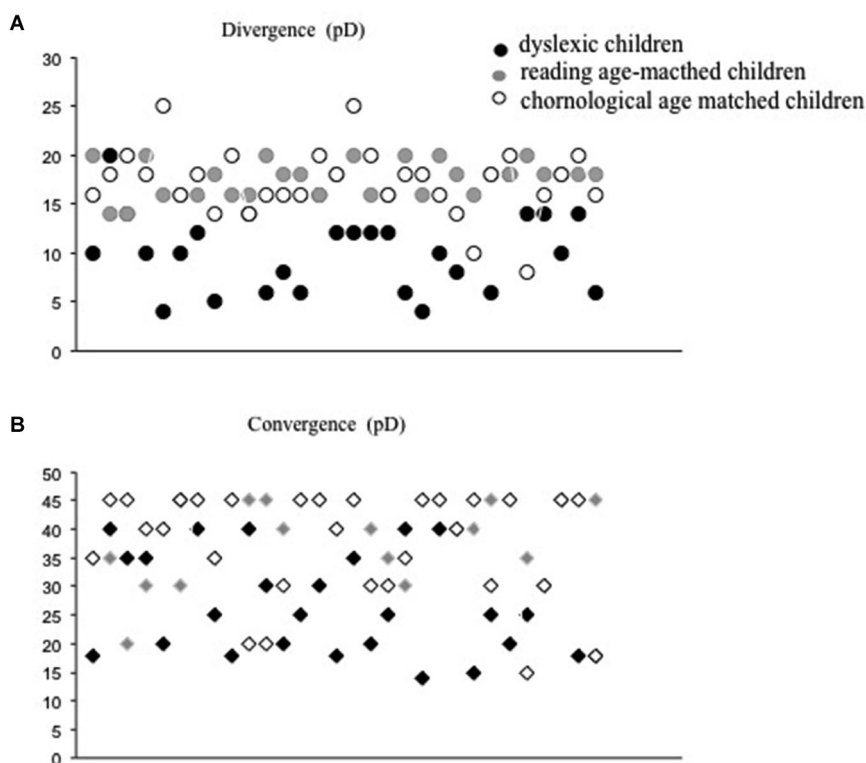 A
Divergence (pD)
dyslexic children
reading age-macthed children
chornological age matched children
30
25
20
15
10
5
0
B
Convergence (pD)
50
45
40
35
30
25
20
15
10
5
0